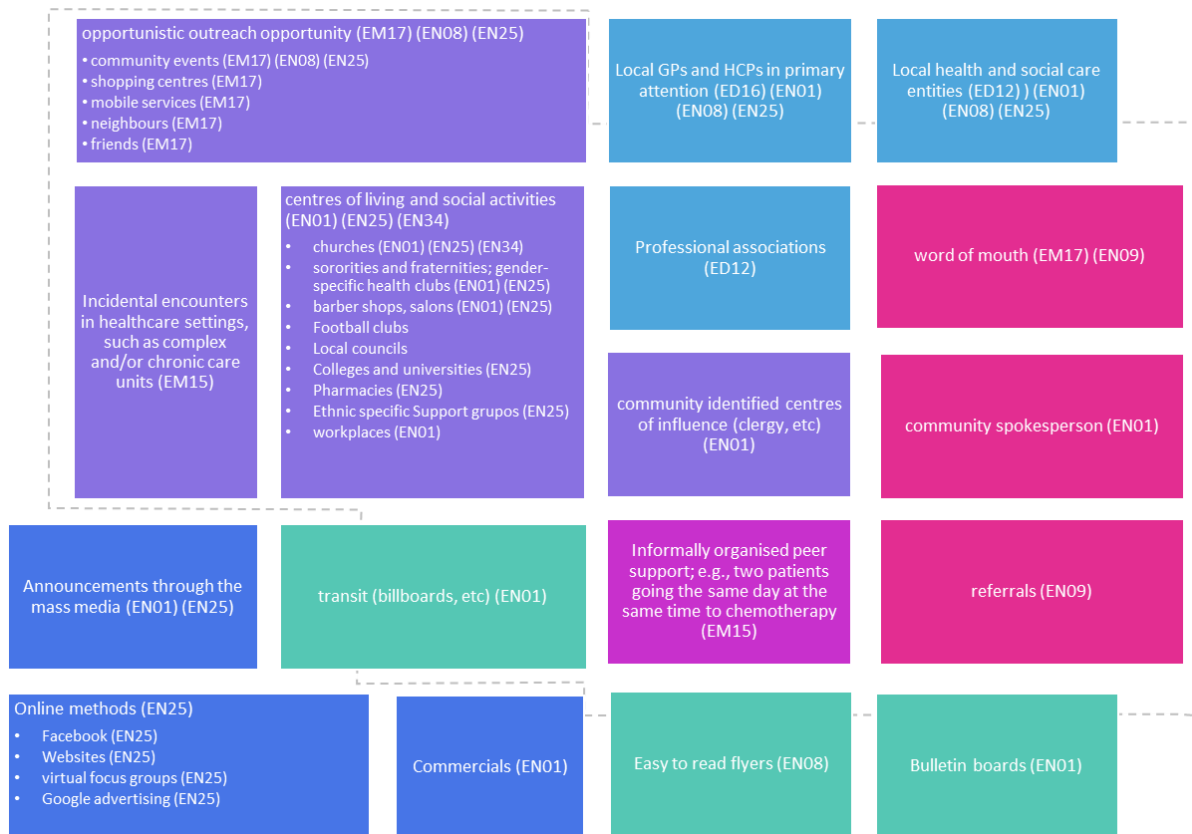 opportunistic outreach opportunity (EM17) (EN08) (EN25)
• community events (EM17) (EN08) (EN25)
• shopping centres (EM17)
• mobile services (EM17)
• neighbours (EM17)
• friends (EM17)
Local GPs and HCPs in primary
attention (ED16) (EN01)
(EN08) (EN25)
Local health and social care
entities (ED12) ) (EN01)
(EN08) (EN25)
Incidental encounters
in healthcare settings,
such as complex
and/or chronic care
units (EM15)
centres of living and social activities
(EN01) (EN25) (EN34)
• churches (EN01) (EN25) (EN34)
• sororities and fraternities; gender-
specific health clubs (EN01) (EN25)
• barber shops, salons (EN01) (EN25)
• Football clubs
• Local councils
• Colleges and universities (EN25)
• Pharmacies (EN25)
• Ethnic specific Support grupos (EN25)
• workplaces (EN01)
Professional associations
(ED12)
word of mouth (EM17) (EN09)
community identified centres
of influence (clergy, etc)
(EN01)
community spokesperson (EN01)
Announcements through the
mass media (EN01) (EN25)
transit (billboards, etc) (EN01)
Informally organised peer
support; e.g., two patients
going the same day at the
same time to chemotherapy
(EM15)
referrals (EN09)
Online methods (EN25)
• Facebook (EN25)
• Websites (EN25)
• virtual focus groups (EN25)
• Google advertising (EN25)
Commercials (EN01)
Easy to read flyers (EN08)
Bulletin boards (EN01)